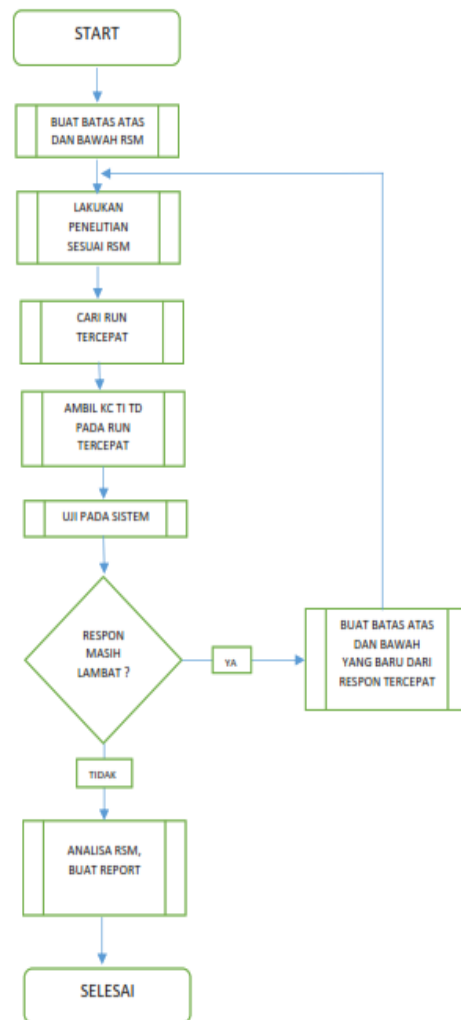 START
BUAT BATAS ATAS
DAN BAWAH RSM
LAKUKAN
PENELITIAN
SESUAI RSM
CARI RUN
TERCEPAT
AMBIL KC TI TD
PADA RUN
TERCEPAT
UJI PADA SISTEM
RESPON
MASIH
LAMBAT ?
YA
BUAT BATAS ATAS
DAN BAWAH
YANG BARU DARI
RESPON TERCEPAT
TIDAK
ANALISA RSM,
BUAT REPORT
SELESAI